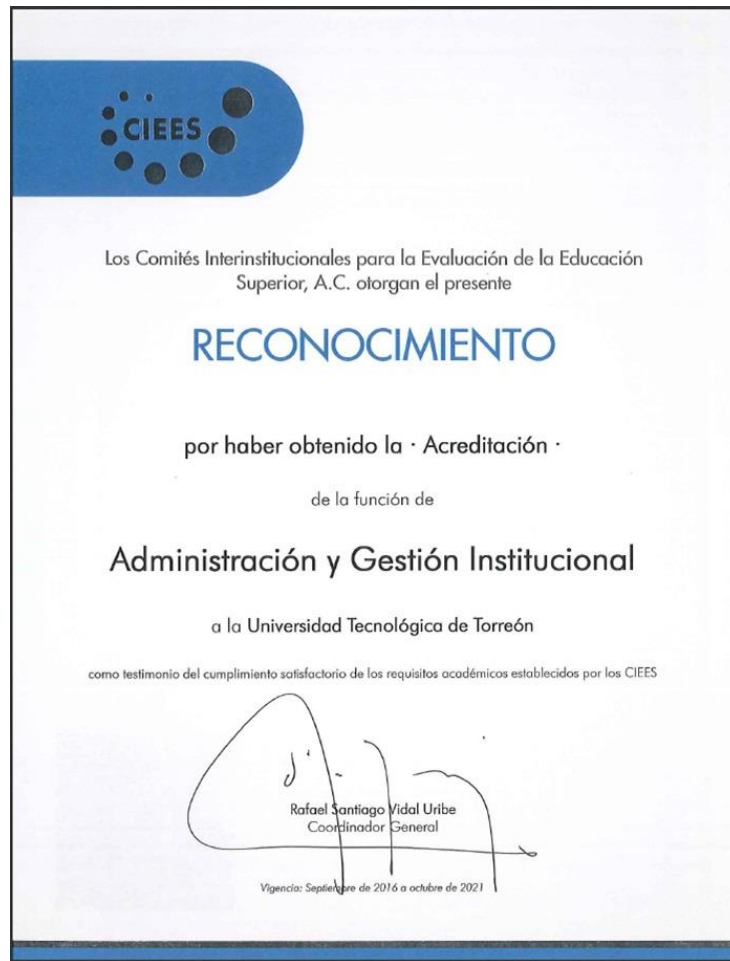 CIEES
Los Comités Interinstitucionales para la Evaluación de la Educación
Superior, A.C. otorgan el presente
RECONOCIMIENTO
por haber obtenido la · Acreditación ·
de la función de
Administración y Gestión Institucional
a la Universidad Tecnológica de Torreón
como testimonio del cumplimiento satisfactorio de los requisitos académicos establecidos por los CIEES
Rafael Santiago Vidal Uribe
Coordinador General
Vigencia: Septiembre de 2016 a octubre de 2021